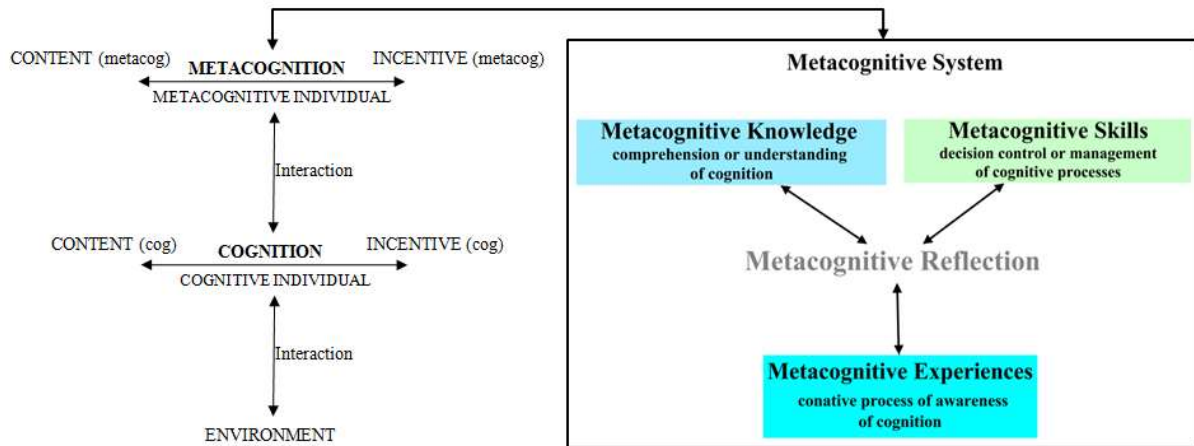 CONTENT (metacog)
INCENTIVE (metacog)
METACOGNITION
METACOGNITIVE INDIVIDUAL
Interaction
CONTENT (cog)
INCENTIVE (cog)
COGNITION
COGNITIVE INDIVIDUAL
Interaction
ENVIRONMENT
Metacognitive System
Metacognitive Knowledge
comprehension or understanding
of cognition
Metacognitive Skills
decision control or management
of cognitive processes
Metacognitive Reflection
Metacognitive Experiences
conative process of awareness
of cognition